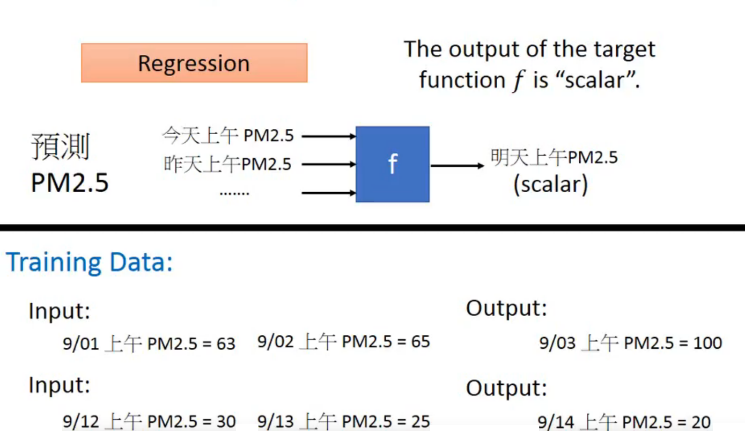 Regression
The output of the target
function f is “scalar”.
預測
PM2.5
今天上午 PM2.5
昨天上午PM2.5
.......
f
明天上午PM2.5
(scalar)
Training Data:
Input:
Output:
9/01 上午 PM2.5 = 63 9/02 上午 PM2.5 = 65
9/03 上午 PM2.5 = 100
Input:
Output:
9/12 上午 PM2.5 = 30 9/13 上午 PM2.5 = 25
9/14 上午 PM2.5 = 20